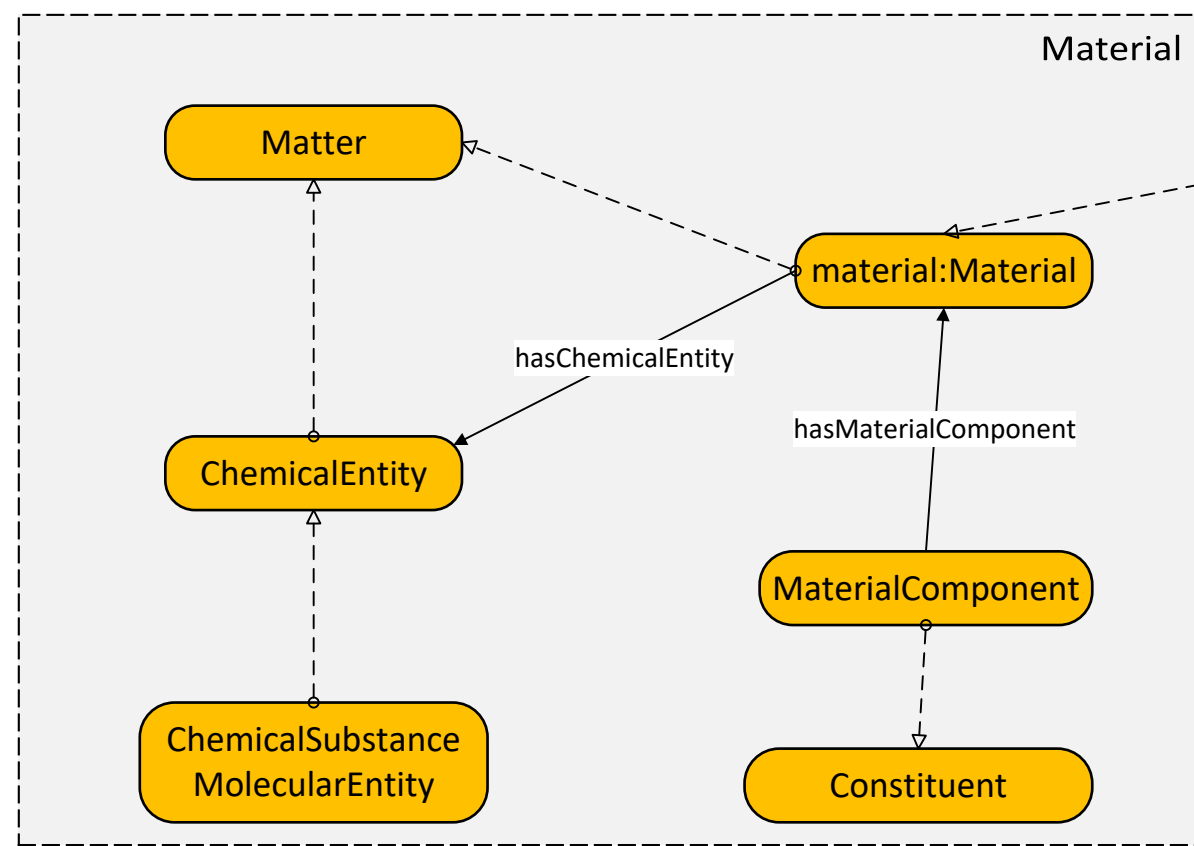 Material
Matter
material:Material
hasChemicalEntity
hasMaterialComponent
ChemicalEntity
MaterialComponent
ChemicalSubstance
MolecularEntity
Constituent